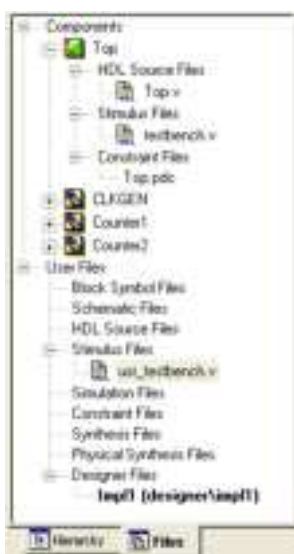 Components
Top
HDL Source Files
Top.v
Stimulus Files
testbench.v
Constraint Files
Top.pdc
CLKGEN
Counter1
Counter2
User Files
Block Symbol Files
Schematic Files
HDL Source Files
Stimulus Files
usr_testbench.v
Simulation Files
Constraint Files
Synthesis Files
Physical Synthesis Files
Designer Files
Impl1 (designer\impl1)
Hierarchy
Files